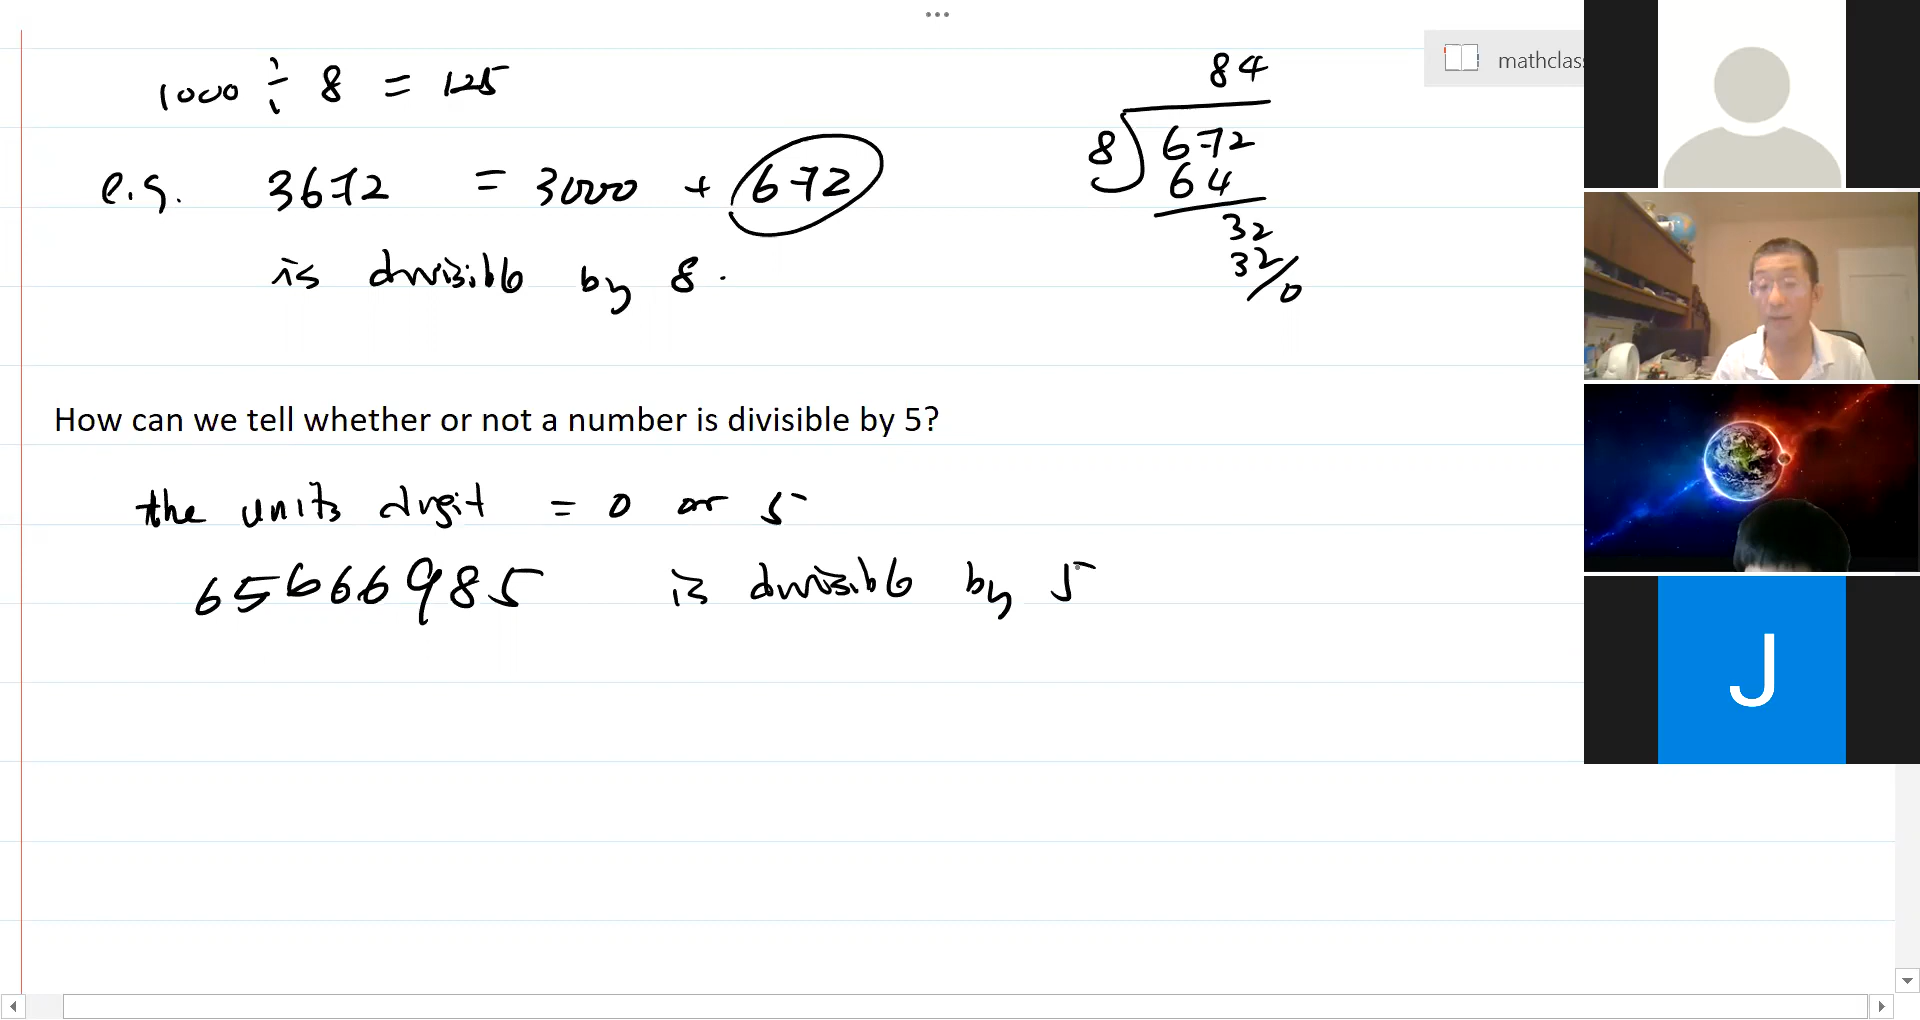 1000 ÷ 8 = 125
e.g. 3672 = 3000 + 672
is divisible by 8.
84
8 672
64
32
32
0
mathclass
How can we tell whether or not a number is divisible by 5?
the units digit = 0 or 5
65666985 is divisible by 5
J